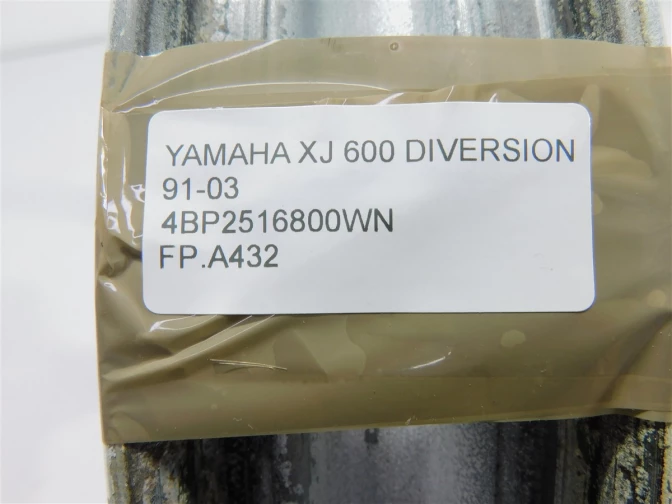 YAMAHA XJ 600 DIVERSION
91-03
4BP2516800WN
FP.A432